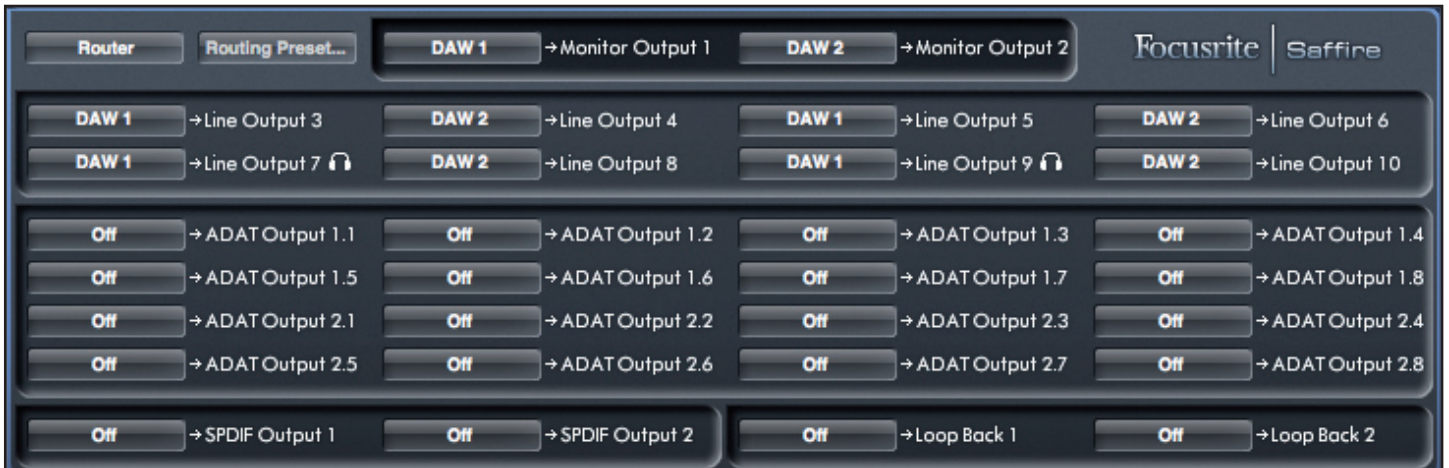 Router Routing Preset... DAW 1 →Monitor Output 1 DAW 2 →Monitor Output 2 Focusrite Saffire
DAW 1 →Line Output 3 DAW 2 →Line Output 4 DAW 1 →Line Output 5 DAW 2 →Line Output 6
DAW 1 →Line Output 7 DAW 2 →Line Output 8 DAW 1 →Line Output 9 DAW 2 →Line Output 10
Off →ADAT Output 1.1 Off →ADAT Output 1.2 Off →ADAT Output 1.3 Off →ADAT Output 1.4
Off →ADAT Output 1.5 Off →ADAT Output 1.6 Off →ADAT Output 1.7 Off →ADAT Output 1.8
Off →ADAT Output 2.1 Off →ADAT Output 2.2 Off →ADAT Output 2.3 Off →ADAT Output 2.4
Off →ADAT Output 2.5 Off →ADAT Output 2.6 Off →ADAT Output 2.7 Off →ADAT Output 2.8
Off →SPDIF Output 1 Off →SPDIF Output 2 Off →Loop Back 1 Off →Loop Back 2